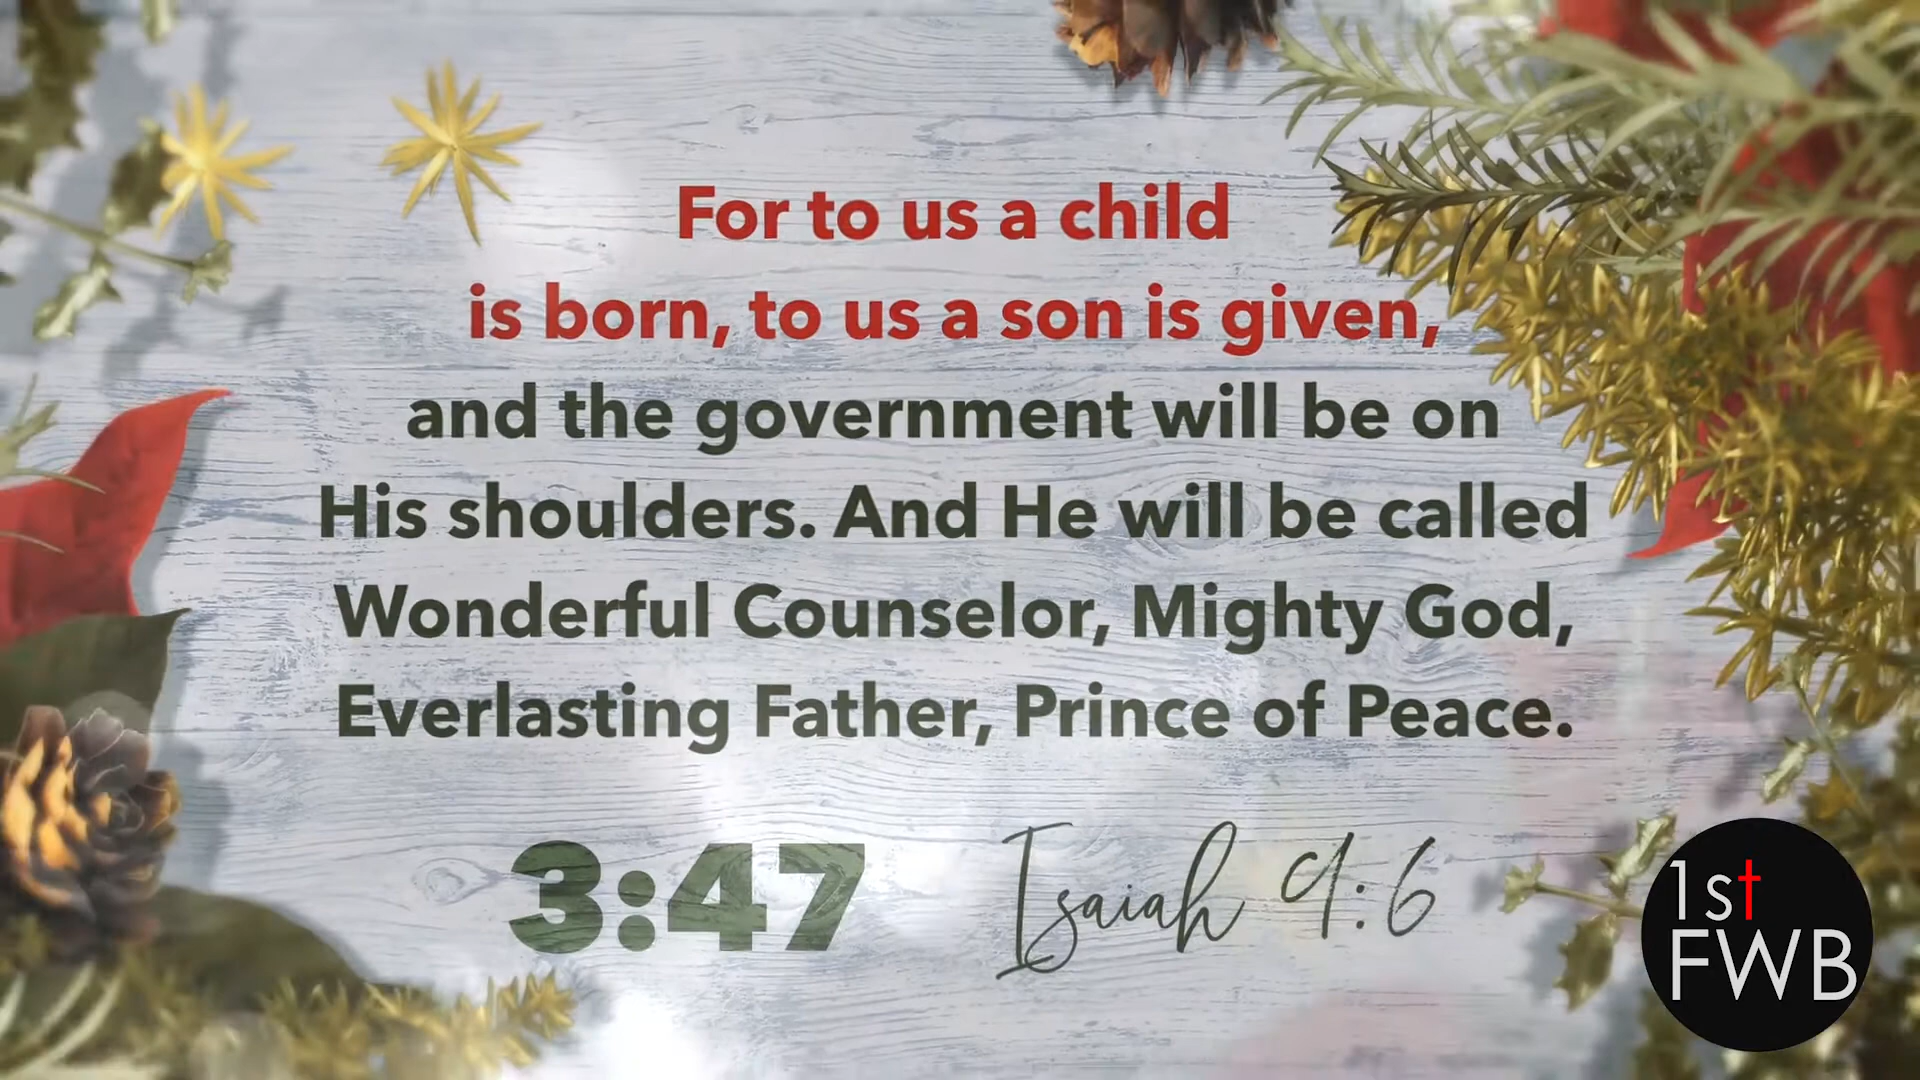 For to us a child
is born, to us a son is given,
and the government will be on
His shoulders. And He will be called
Wonderful Counselor, Mighty God,
Everlasting Father, Prince of Peace.
3:47
Isaiah 9:6
1st
FWB